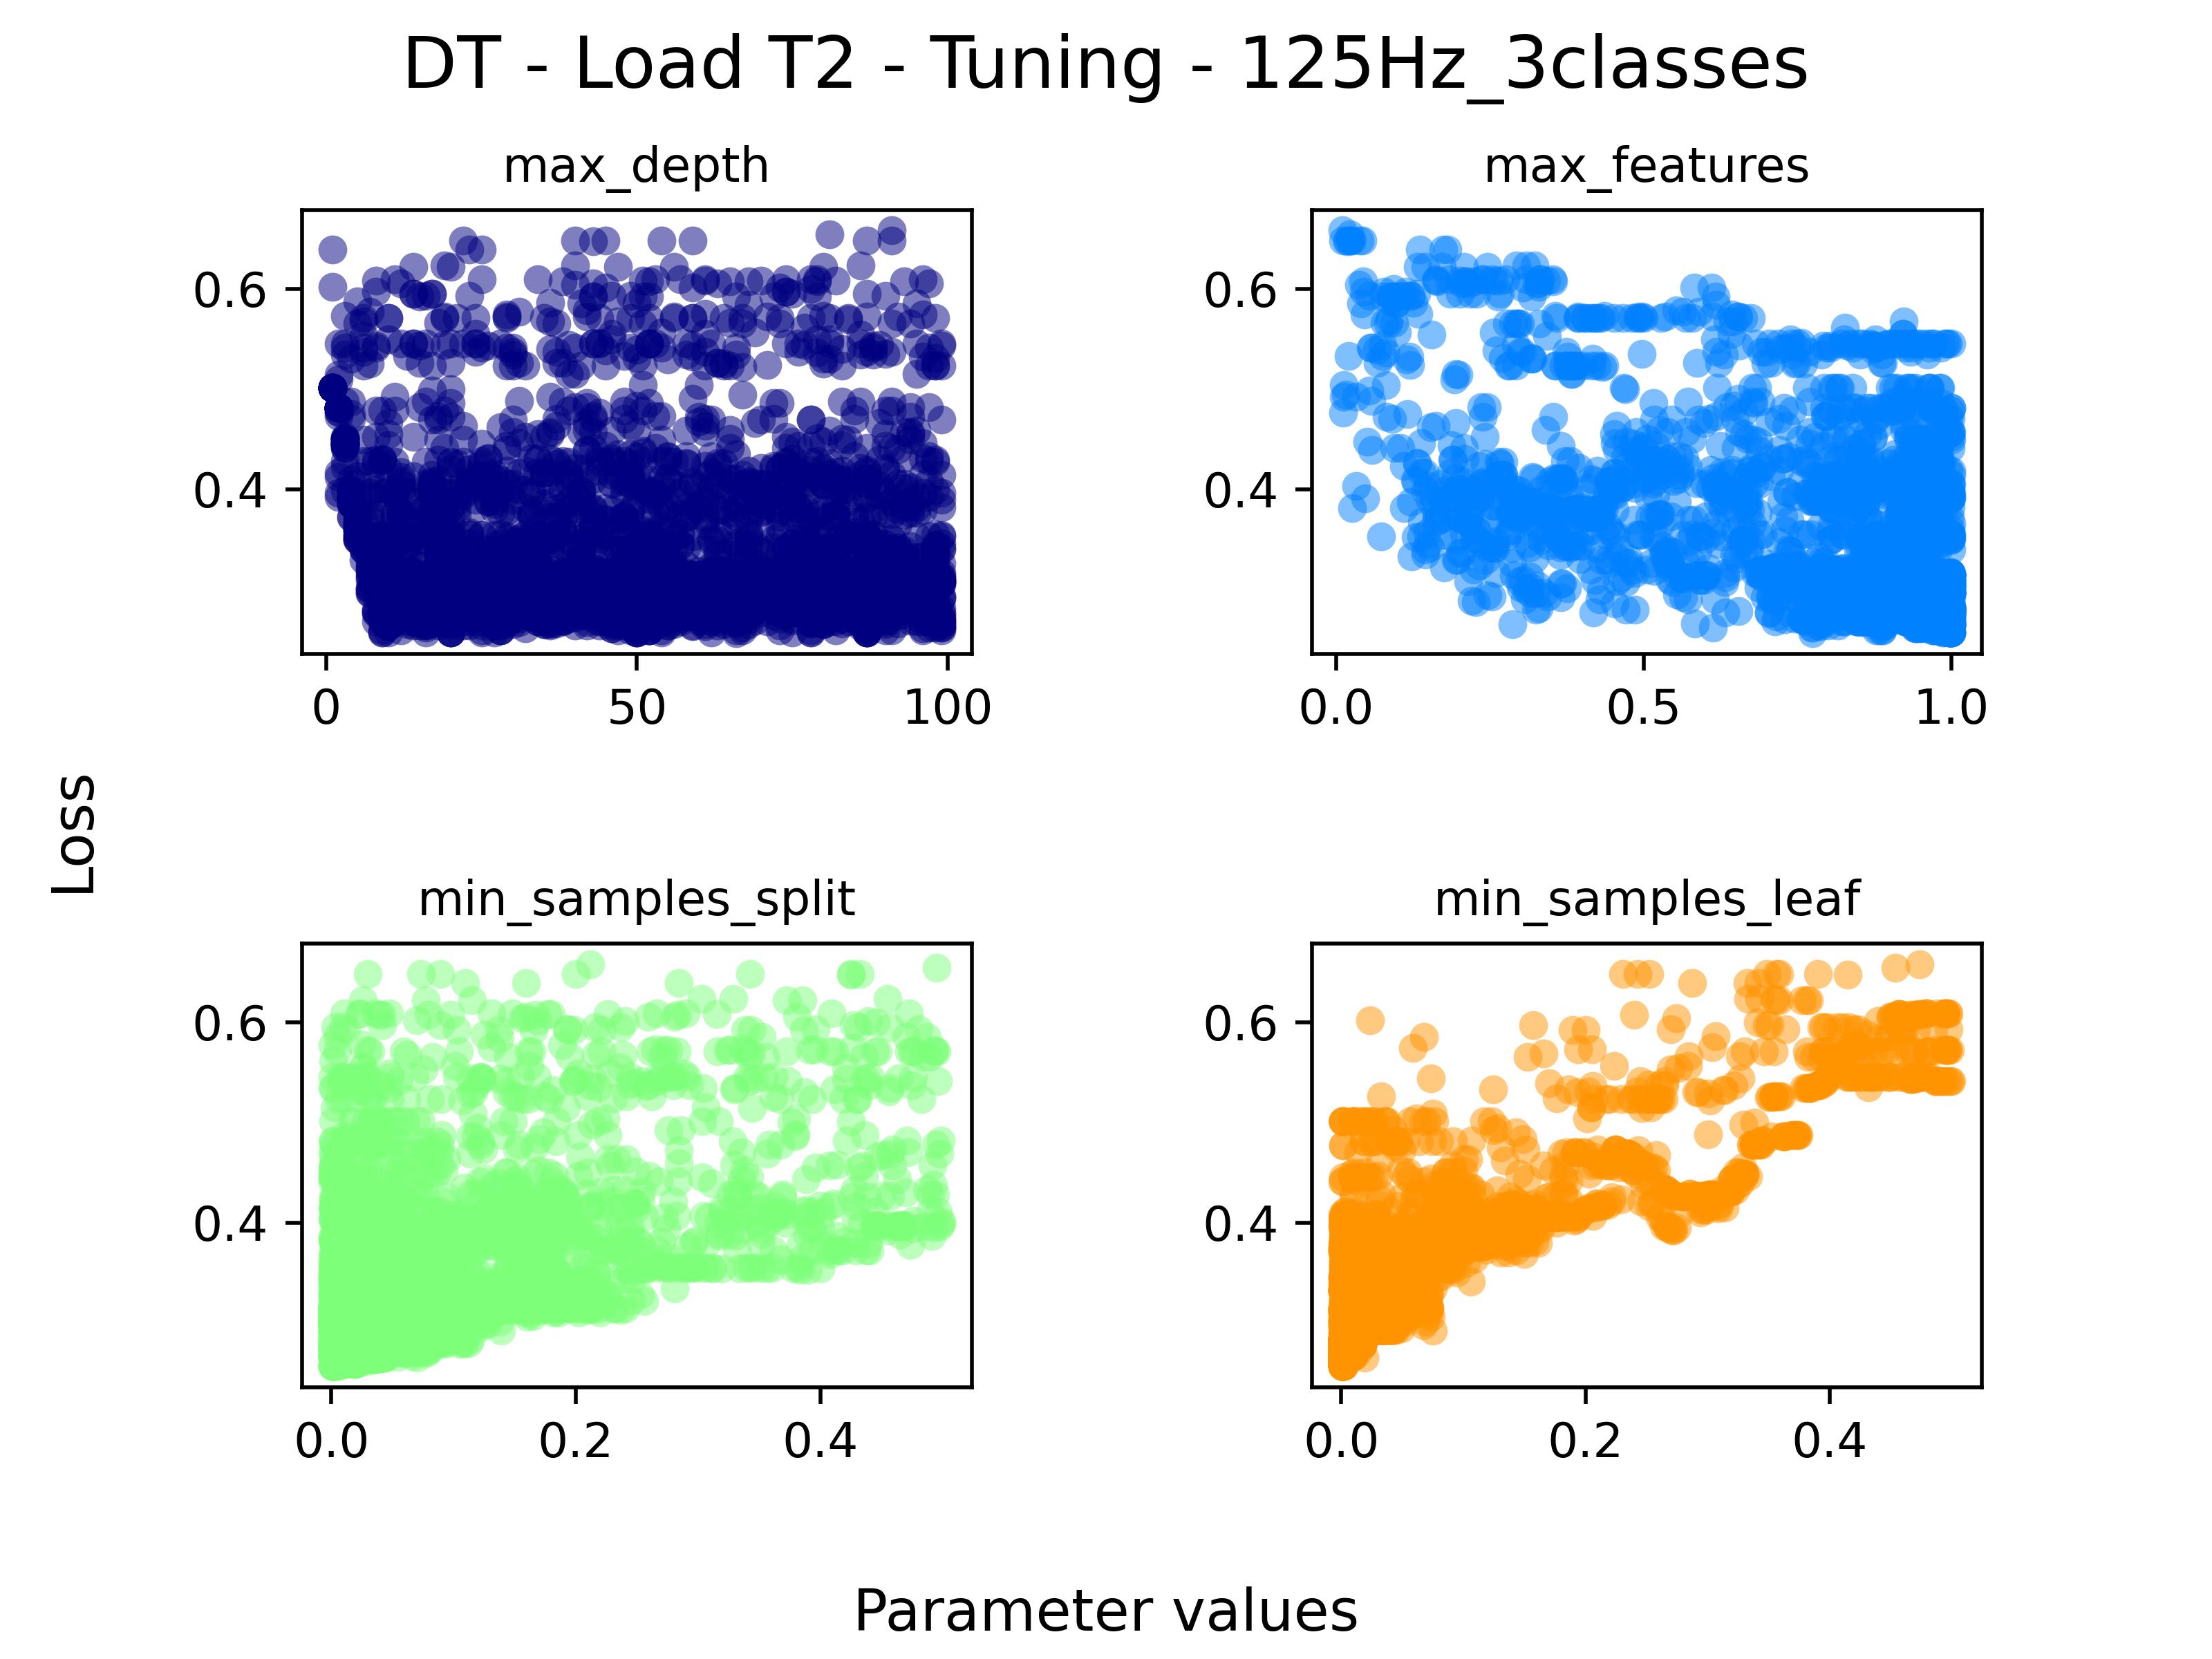 DT - Load T2 - Tuning - 125Hz_3classes
max_depth
max_features
0.6
0.4
0
50
100
0.6
0.4
0.0
0.5
1.0
Loss
min_samples_split
min_samples_leaf
0.6
0.4
0.0
0.2
0.4
0.6
0.4
0.0
0.2
0.4
Parameter values